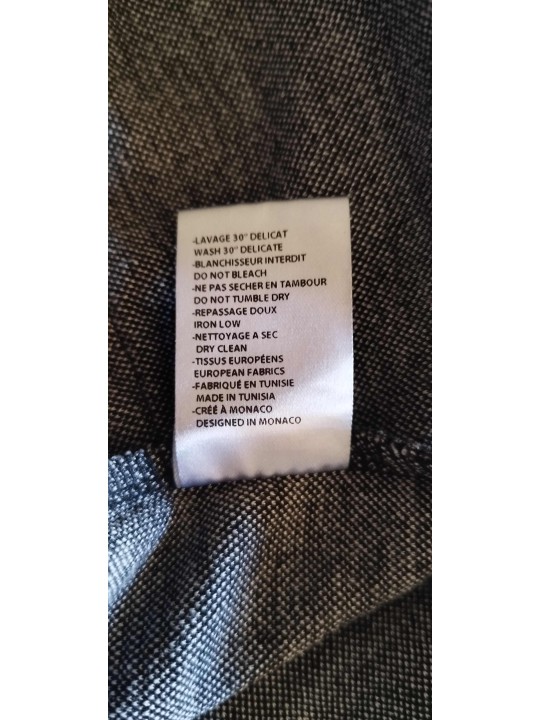 -LAVAGE 30° DELICAT
WASH 30° DELICATE
-BLANCHISSEUR INTERDIT
DO NOT BLEACH
-NE PAS SECHER EN TAMBOUR
DO NOT TUMBLE DRY
-REPASSAGE DOUX
IRON LOW
-NETTOYAGE A SEC
DRY CLEAN
-TISSUS EUROPÉENS
EUROPEAN FABRICS
-FABRIQUÉ EN TUNISIE
MADE IN TUNISIA
-CRÉÉ À MONACO
DESIGNED IN MONACO